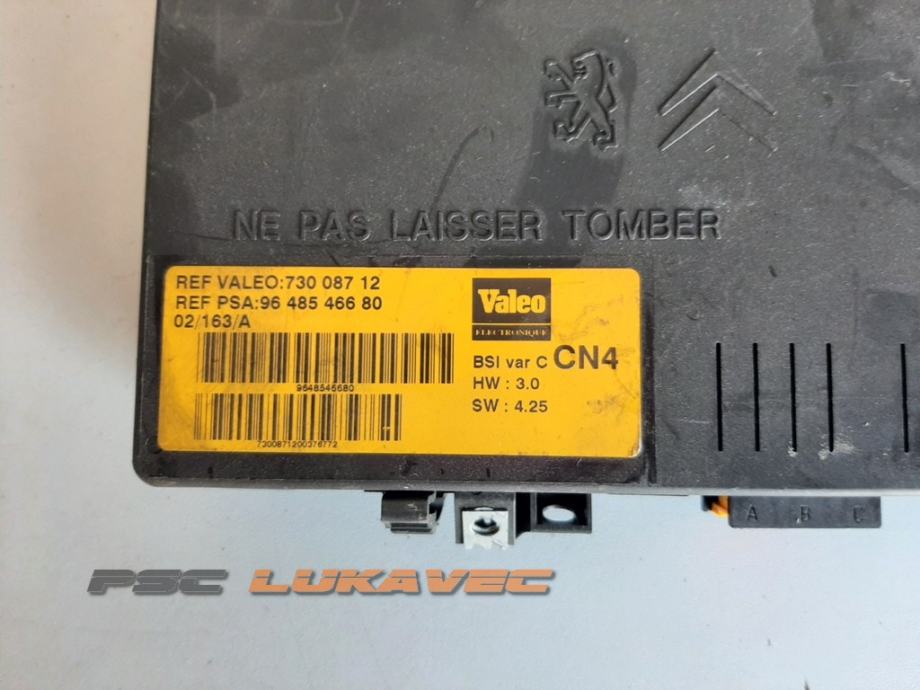 NE PAS LAISSER TOMBER
REF VALEO:730 087 12
REF PSA:96 485 466 80
02/163/A
9648546680
7300871200376772
Valeo
ELECTRONIQUE
BSI var C CN4
HW : 3.0
SW : 4.25
A B C
PSC LUKAVEC